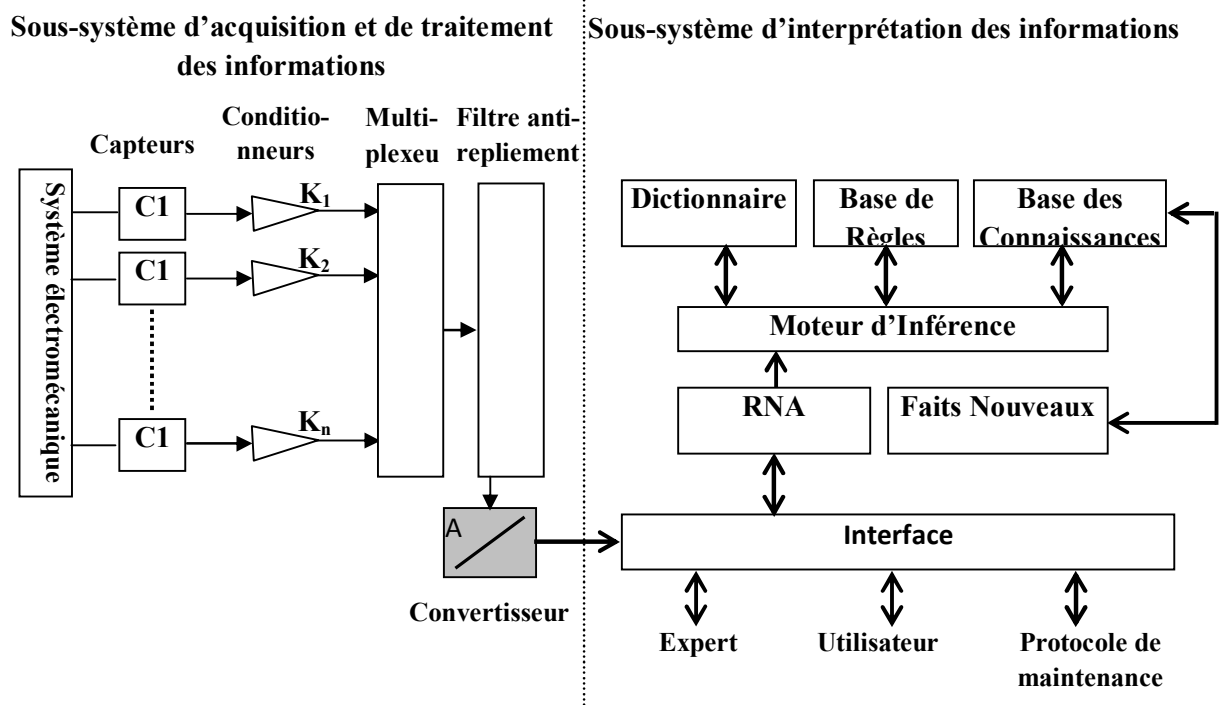 Sous-système d'acquisition et de traitement
des informations
Sous-système d'interprétation des informations
Capteurs
Conditio-
nneurs
Multi-
plexeu
Filtre anti-
repliement
Système électromécanique
C1
K1
C1
K2
C1
Kn
A
Convertisseur
Dictionnaire
Base de
Règles
Base des
Connaissances
Moteur d'Inférence
RNA
Faits Nouveaux
Interface
Expert
Utilisateur
Protocole de
maintenance